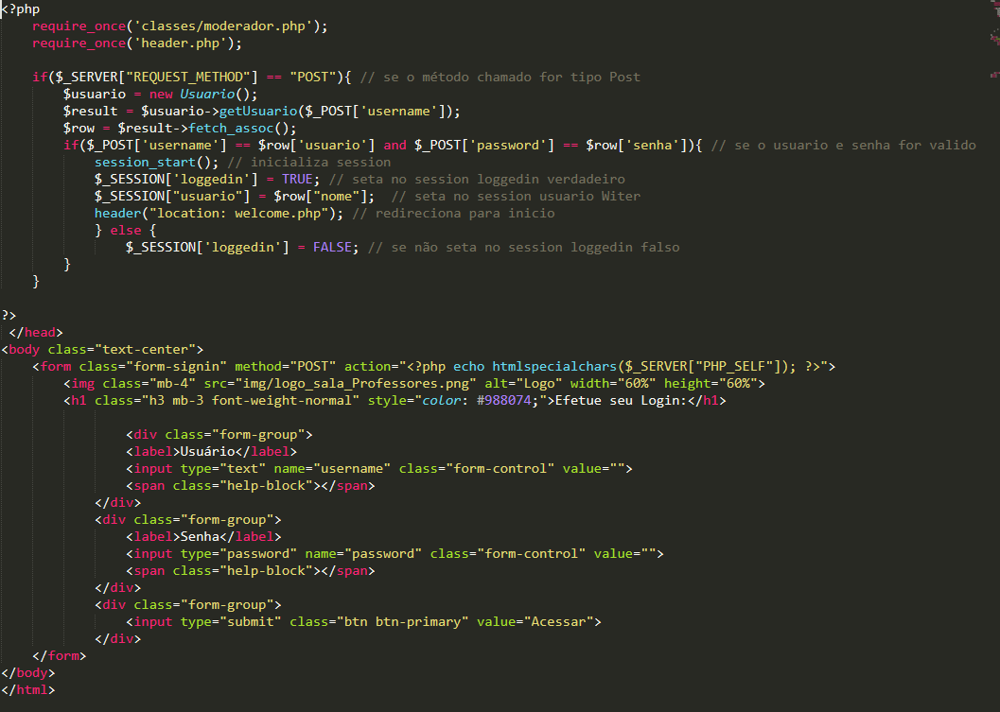 <?php
require_once('classes/moderador.php');
require_once('header.php');
if($_SERVER["REQUEST_METHOD"] == "POST"){ // se o método chamado for tipo Post
$usuario = new Usuario();
$result = $usuario->getUsuario($_POST['username']);
$row = $result->fetch_assoc();
if($_POST['username'] == $row['usuario'] and $_POST['password'] == $row['senha']){ // se o usuario e senha for valido
session_start(); // inicializa session
$_SESSION['loggedin'] = TRUE; // seta no session loggedin verdadeiro
$_SESSION["usuario"] = $row["nome"];  // seta no session usuario Witer
header("location: welcome.php"); // redireciona para inicio
} else {
$_SESSION['loggedin'] = FALSE; // se não seta no session loggedin falso
}
}
?>
</head>
<body class="text-center">
<form class="form-signin" method="POST" action="<?php echo htmlspecialchars($_SERVER["PHP_SELF"]); ?>">
<img class="mb-4" src="img/logo_sala_Professores.png" alt="Logo" width="60%" height="60%">
<h1 class="h3 mb-3 font-weight-normal" style="color: #988074;">Efetue seu Login:</h1>
<div class="form-group">
<label>Usuário</label>
<input type="text" name="username" class="form-control" value="">
<span class="help-block"></span>
</div>
<div class="form-group">
<label>Senha</label>
<input type="password" name="password" class="form-control" value="">
<span class="help-block"></span>
</div>
<div class="form-group">
<input type="submit" class="btn btn-primary" value="Acessar">
</div>
</form>
</body>
</html>